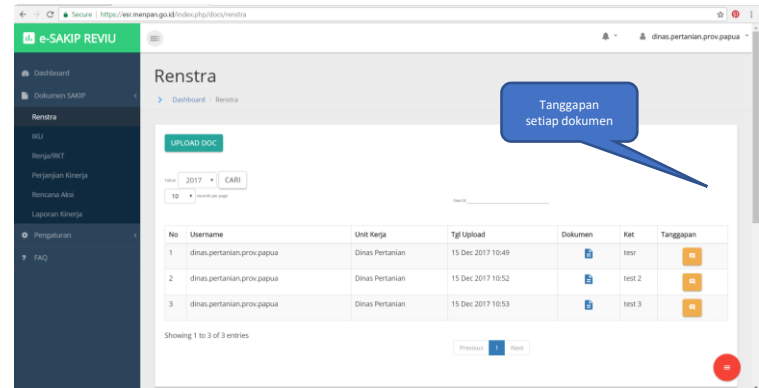 Secure | https://esr.menpan.go.id/index.php/docs/renstra
e-SAKIP REVIU
dinas.pertanian.prov.papua
Dashboard
Dokumen SAKIP
Renstra
IKU
Renja/RKT
Perjanjian Kinerja
Rencana Aksi
Laporan Kinerja
Pengaturan
? FAQ
Renstra
Dashboard / Renstra
Tanggapan
setiap dokumen
UPLOAD DOC
Tahun 2017 CARI
10 records per page
Search:
No Username Unit Kerja Tgl Upload Dokumen Ket Tanggapan
1 dinas.pertanian.prov.papua Dinas Pertanian 15 Dec 2017 10:49 tesr
2 dinas.pertanian.prov.papua Dinas Pertanian 15 Dec 2017 10:52 test 2
3 dinas.pertanian.prov.papua Dinas Pertanian 15 Dec 2017 10:53 test 3
Showing 1 to 3 of 3 entries
Previous 1 Next